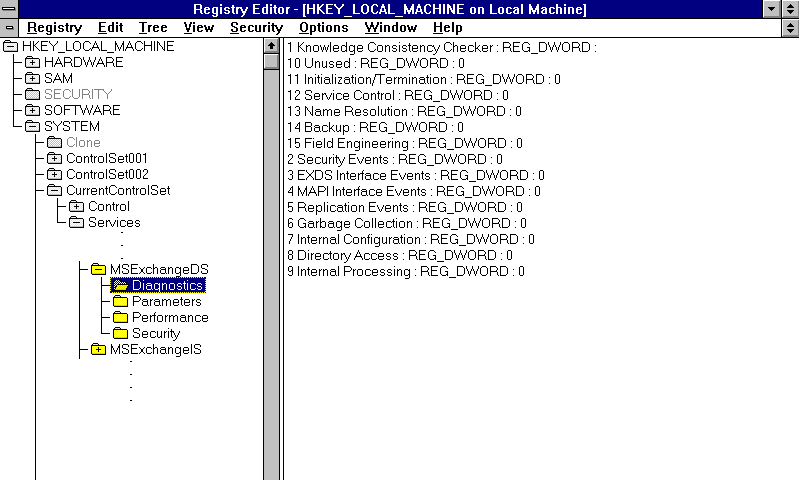 Registry Editor - [HKEY_LOCAL_MACHINE on Local Machine]
Registry Edit Tree View Security Options Window Help
HKEY_LOCAL_MACHINE
HARDWARE
SAM
SECURITY
SOFTWARE
SYSTEM
Clone
ControlSet001
ControlSet002
CurrentControlSet
Control
Services
MSExchangeDS
Diagnostics
Parameters
Performance
Security
MSExchangeIS
1 Knowledge Consistency Checker : REG_DWORD :
10 Unused : REG_DWORD : 0
11 Initialization/Termination : REG_DWORD : 0
12 Service Control : REG_DWORD : 0
13 Name Resolution : REG_DWORD : 0
14 Backup : REG_DWORD : 0
15 Field Engineering : REG_DWORD : 0
2 Security Events : REG_DWORD : 0
3 EXDS Interface Events : REG_DWORD : 0
4 MAPI Interface Events : REG_DWORD : 0
5 Replication Events : REG_DWORD : 0
6 Garbage Collection : REG_DWORD : 0
7 Internal Configuration : REG_DWORD : 0
8 Directory Access : REG_DWORD : 0
9 Internal Processing : REG_DWORD : 0